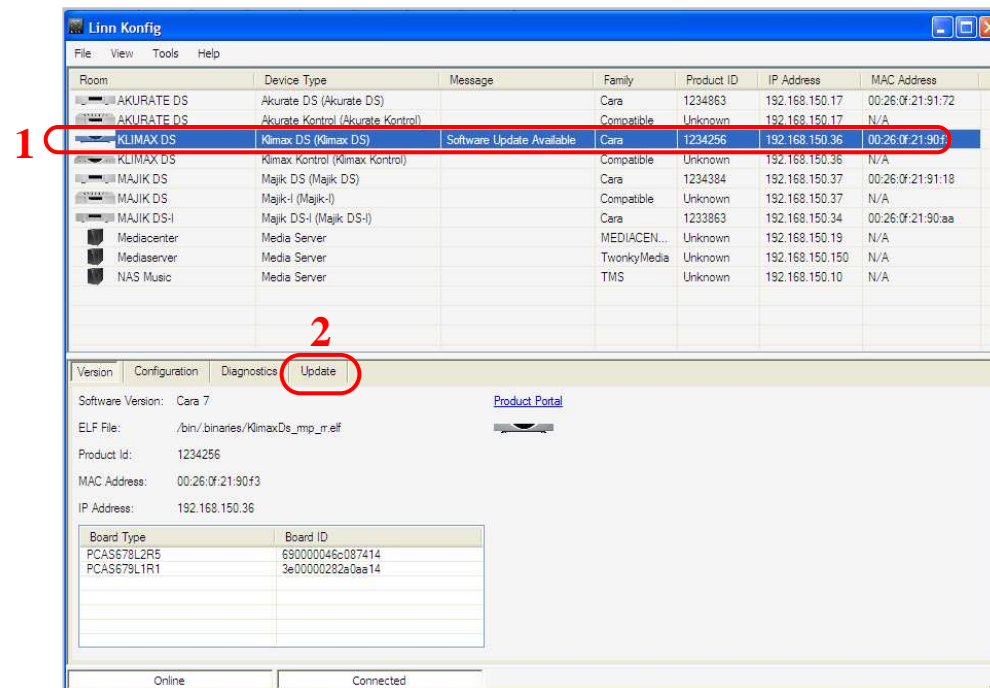 Linn Konfig
File View Tools Help
Room Device Type Message Family Product ID IP Address MAC Address
AKURATE DS Akurate DS (Akurate DS) Cara 1234863 192.168.150.17 00:26:0f:21:91:72
AKURATE DS Akurate Kontrol (Akurate Kontrol) Compatible Unknown 192.168.150.17 N/A
1 KLIMAX DS Klimax DS (Klimax DS) Software Update Available Cara 1234256 192.168.150.36 00:26:0f:21:90:f3
KLIMAX DS Klimax Kontrol (Klimax Kontrol) Compatible Unknown 192.168.150.36 N/A
MAJIK DS Majik DS (Majik DS) Cara 1234384 192.168.150.37 00:26:0f:21:91:18
MAJIK DS Majik-I (Majik-I) Compatible Unknown 192.168.150.37 N/A
MAJIK DS-I Majik DS-I (Majik DS-I) Cara 1233863 192.168.150.34 00:26:0f:21:90:aa
Mediacenter Media Server MEDIACEN... Unknown 192.168.150.19 N/A
Mediaserver Media Server TwonkyMedia Unknown 192.168.150.150 N/A
NAS Music Media Server TMS Unknown 192.168.150.10 N/A
2
Version Configuration Diagnostics Update
Software Version: Cara 7 Product Portal
ELF File: /bin/.binaries/KlimaxDs_mp_rr.elf
Product Id: 1234256
MAC Address: 00:26:0f:21:90:f3
IP Address: 192.168.150.36
Board Type Board ID
PCAS678L2R5 690000046c087414
PCAS679L1R1 3e00000282a0aa14
Online Connected